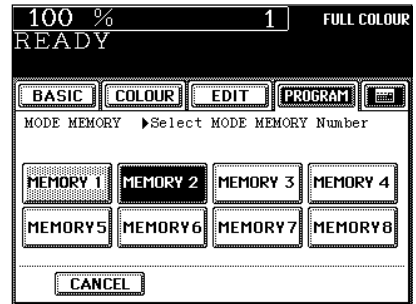 100 % 1 FULL COLOUR
READY
BASIC COLOUR EDIT PROGRAM
MODE MEMORY ▶Select MODE MEMORY Number
MEMORY 1 MEMORY 2 MEMORY 3 MEMORY 4
MEMORY5 MEMORY6 MEMORY7 MEMORY8
CANCEL